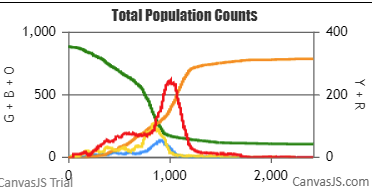 Total Population Counts
1,000
400
G + B + O
500
200
Y + R
0
0
0
1,000
2,000
CanvasJS Trial
CanvasJS.com